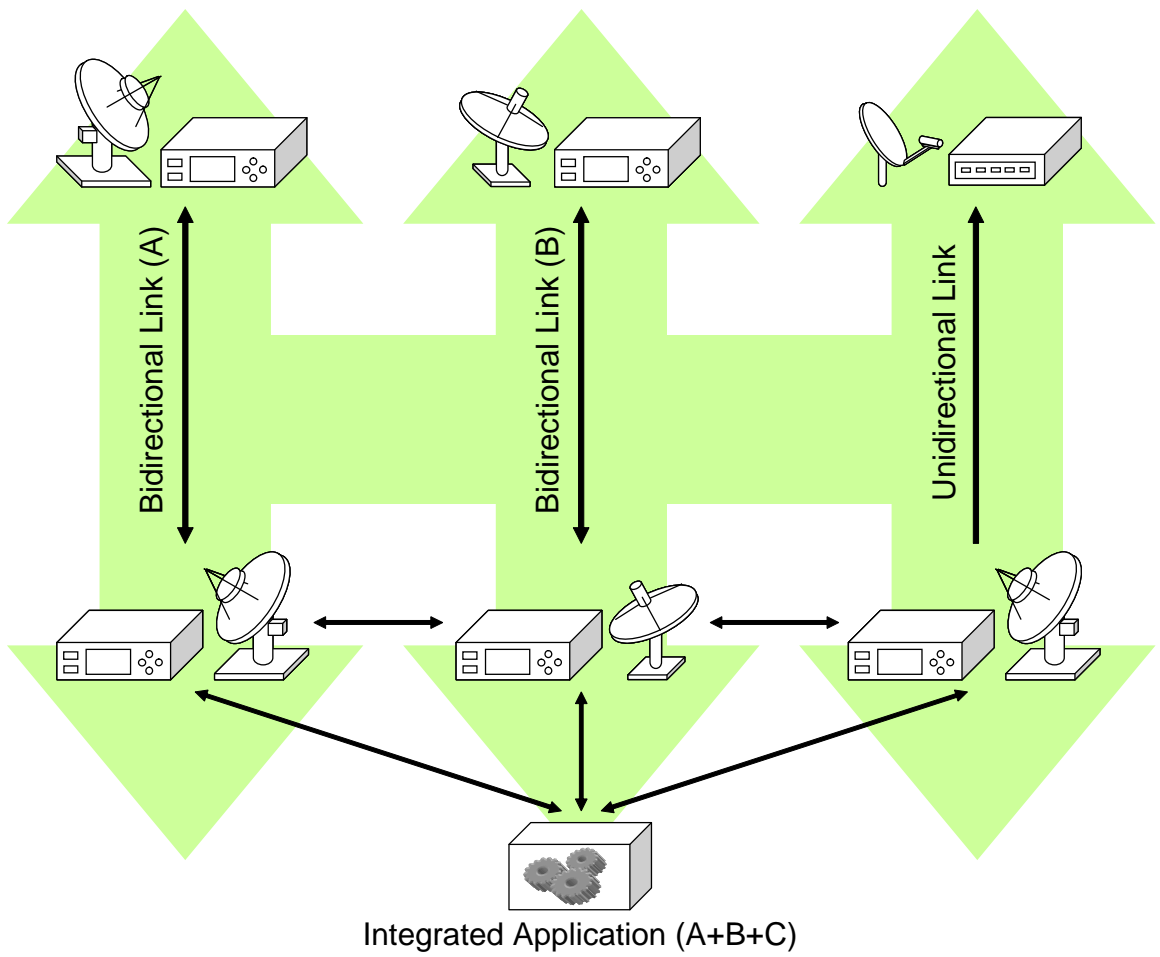 Bidirectional Link (A)
Bidirectional Link (B)
Unidirectional Link
Integrated Application (A+B+C)